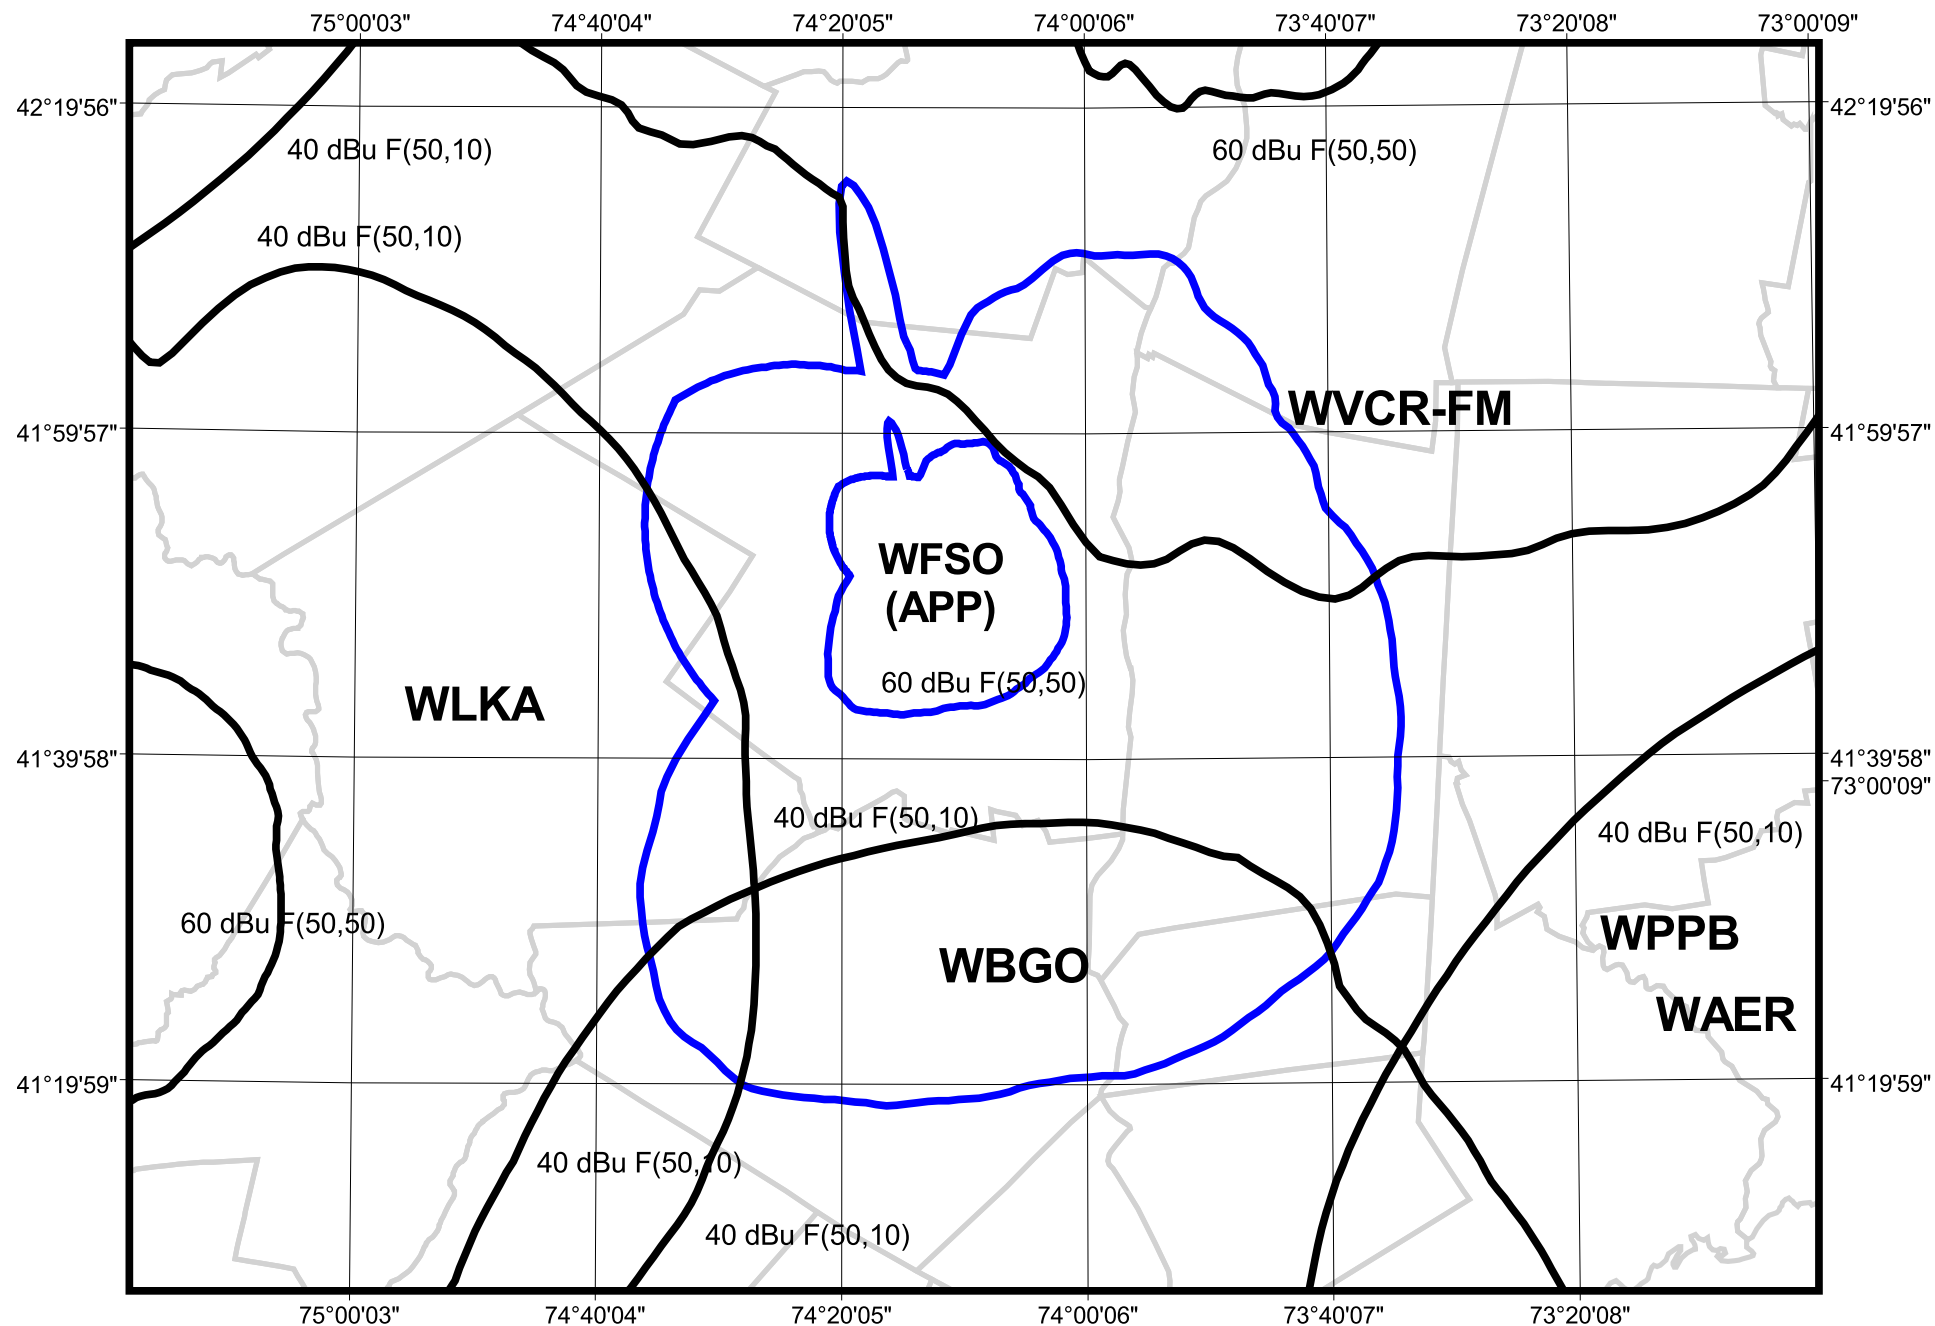 75°00'03" 74°40'04" 74°20'05" 74°00'06" 73°40'07" 73°20'08" 73°00'09"
42°19'56" 42°19'56"
40 dBu F(50,10) 60 dBu F(50,50)
40 dBu F(50,10)
WVCR-FM
41°59'57" 41°59'57"
WFSO
(APP)
60 dBu F(50,50)
WLKA
41°39'58" 41°39'58"
73°00'09"
40 dBu F(50,10) 40 dBu F(50,10)
60 dBu F(50,50) WPPB
WBGO
WAER
41°19'59" 41°19'59"
40 dBu F(50,10)
40 dBu F(50,10)
75°00'03" 74°40'04" 74°20'05" 74°00'06" 73°40'07" 73°20'08"